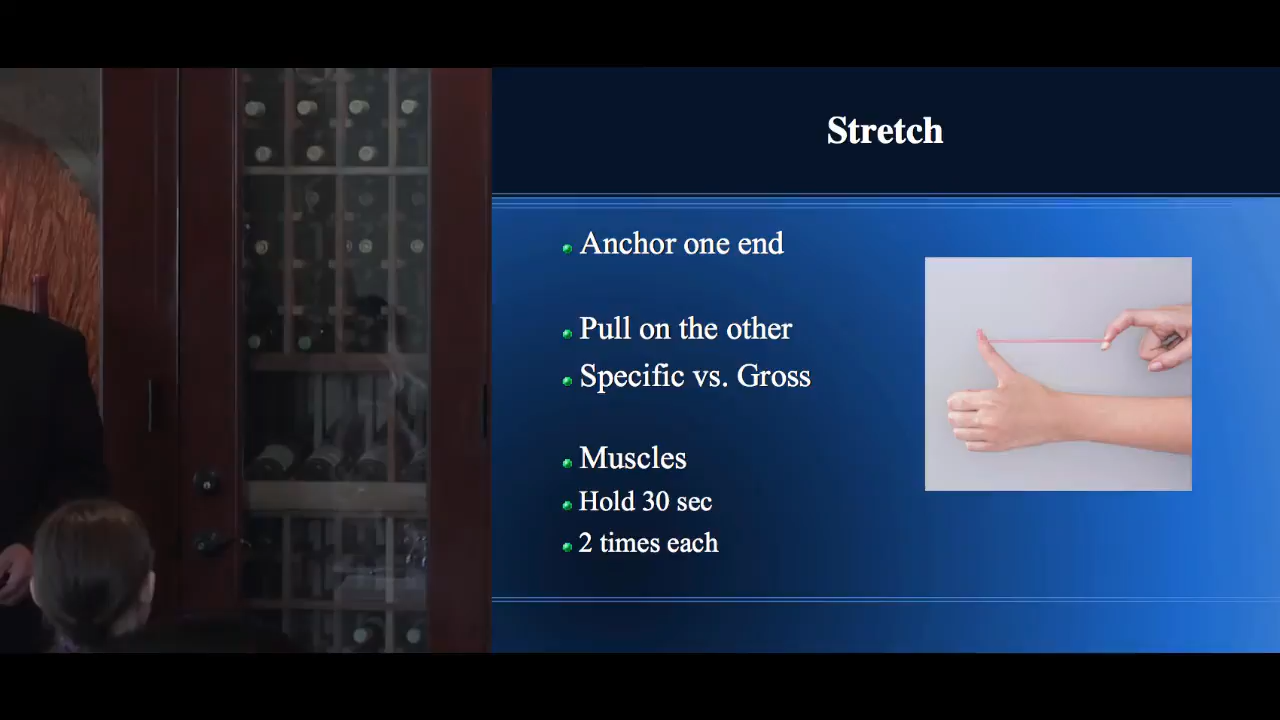 Stretch
Anchor one end
Pull on the other
Specific vs. Gross
Muscles
Hold 30 sec
2 times each